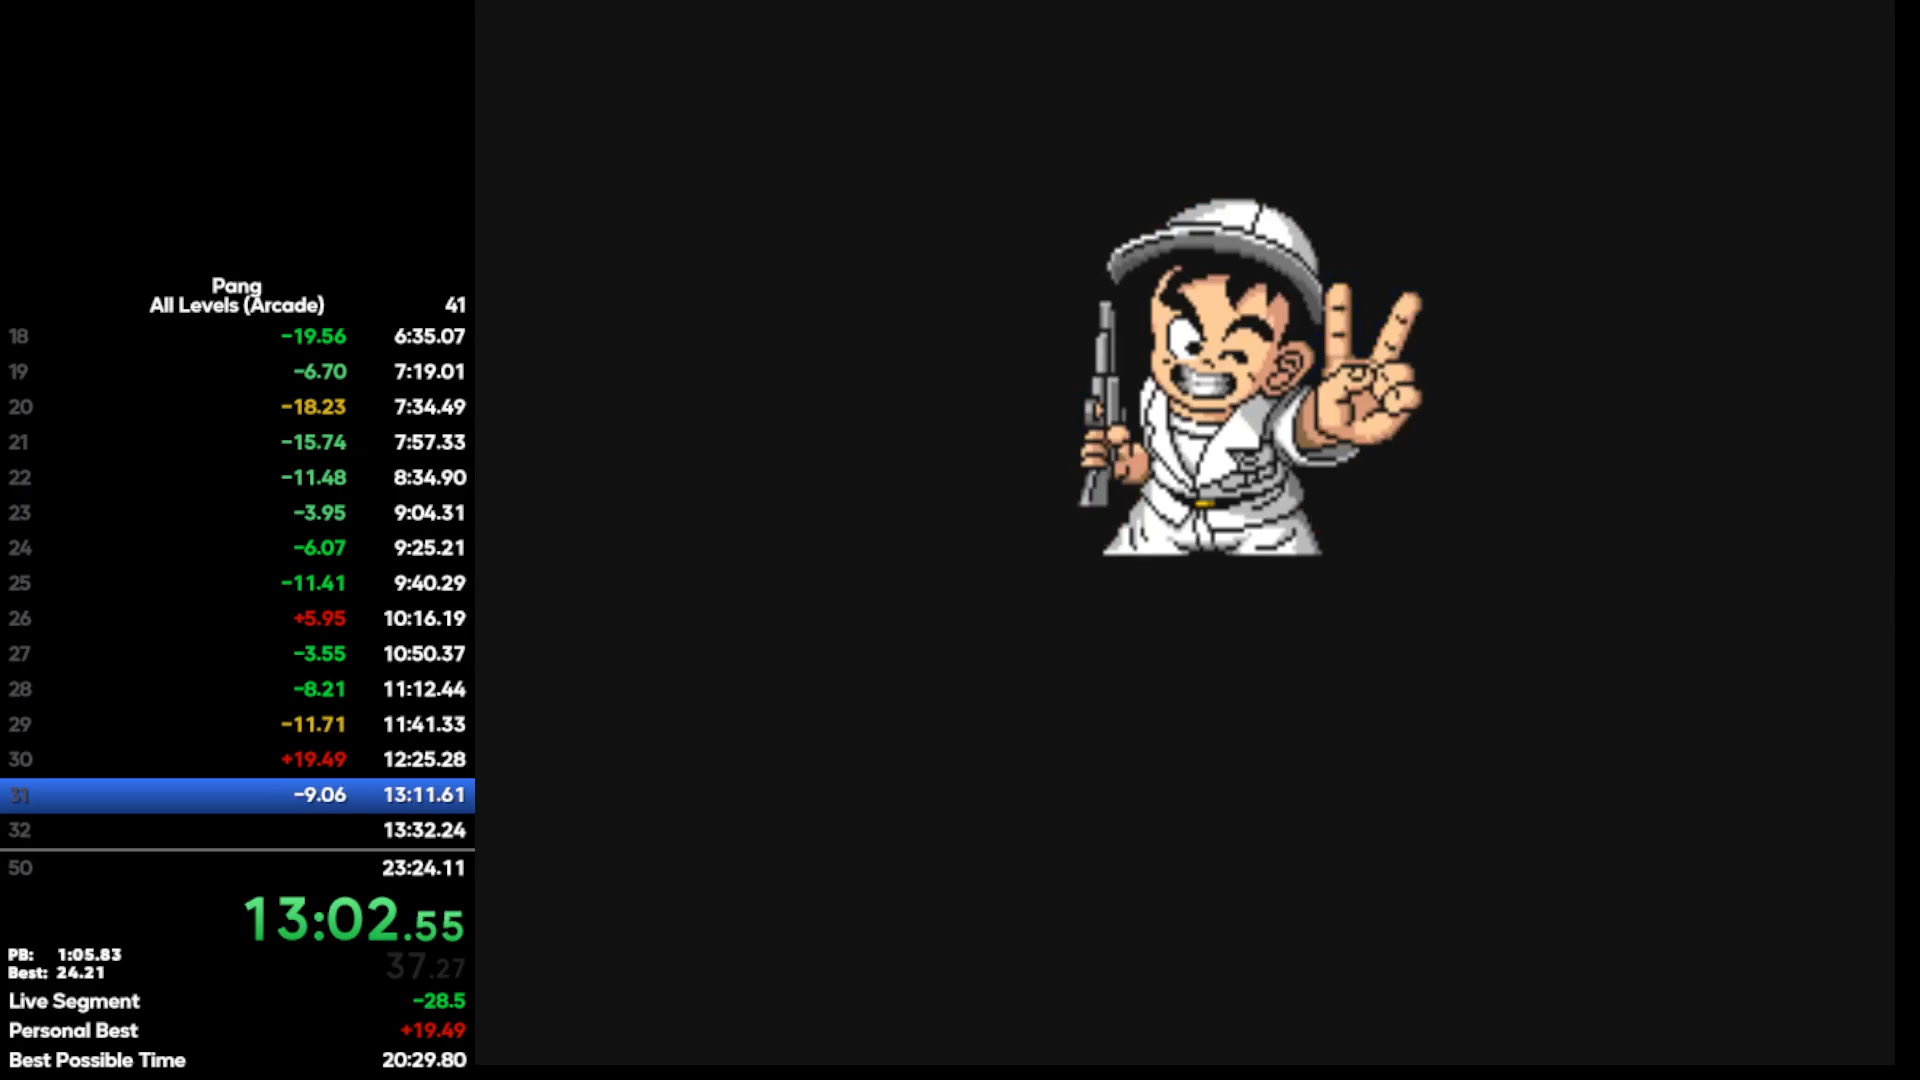 Pang
All Levels (Arcade) 41
18 -19.56 6:35.07
19 -6.70 7:19.01
20 -18.23 7:34.49
21 -15.74 7:57.33
22 -11.48 8:34.90
23 -3.95 9:04.31
24 -6.07 9:25.21
25 -11.41 9:40.29
26 +5.95 10:16.19
27 -3.55 10:50.37
28 -8.21 11:12.44
29 -11.71 11:41.33
30 +19.49 12:25.28
31 -9.06 13:11.61
32 13:32.24
50 23:24.11
13:02.55
PB: 1:05.83
Best: 24.21 37.27
Live Segment -28.5
Personal Best +19.49
Best Possible Time 20:29.80